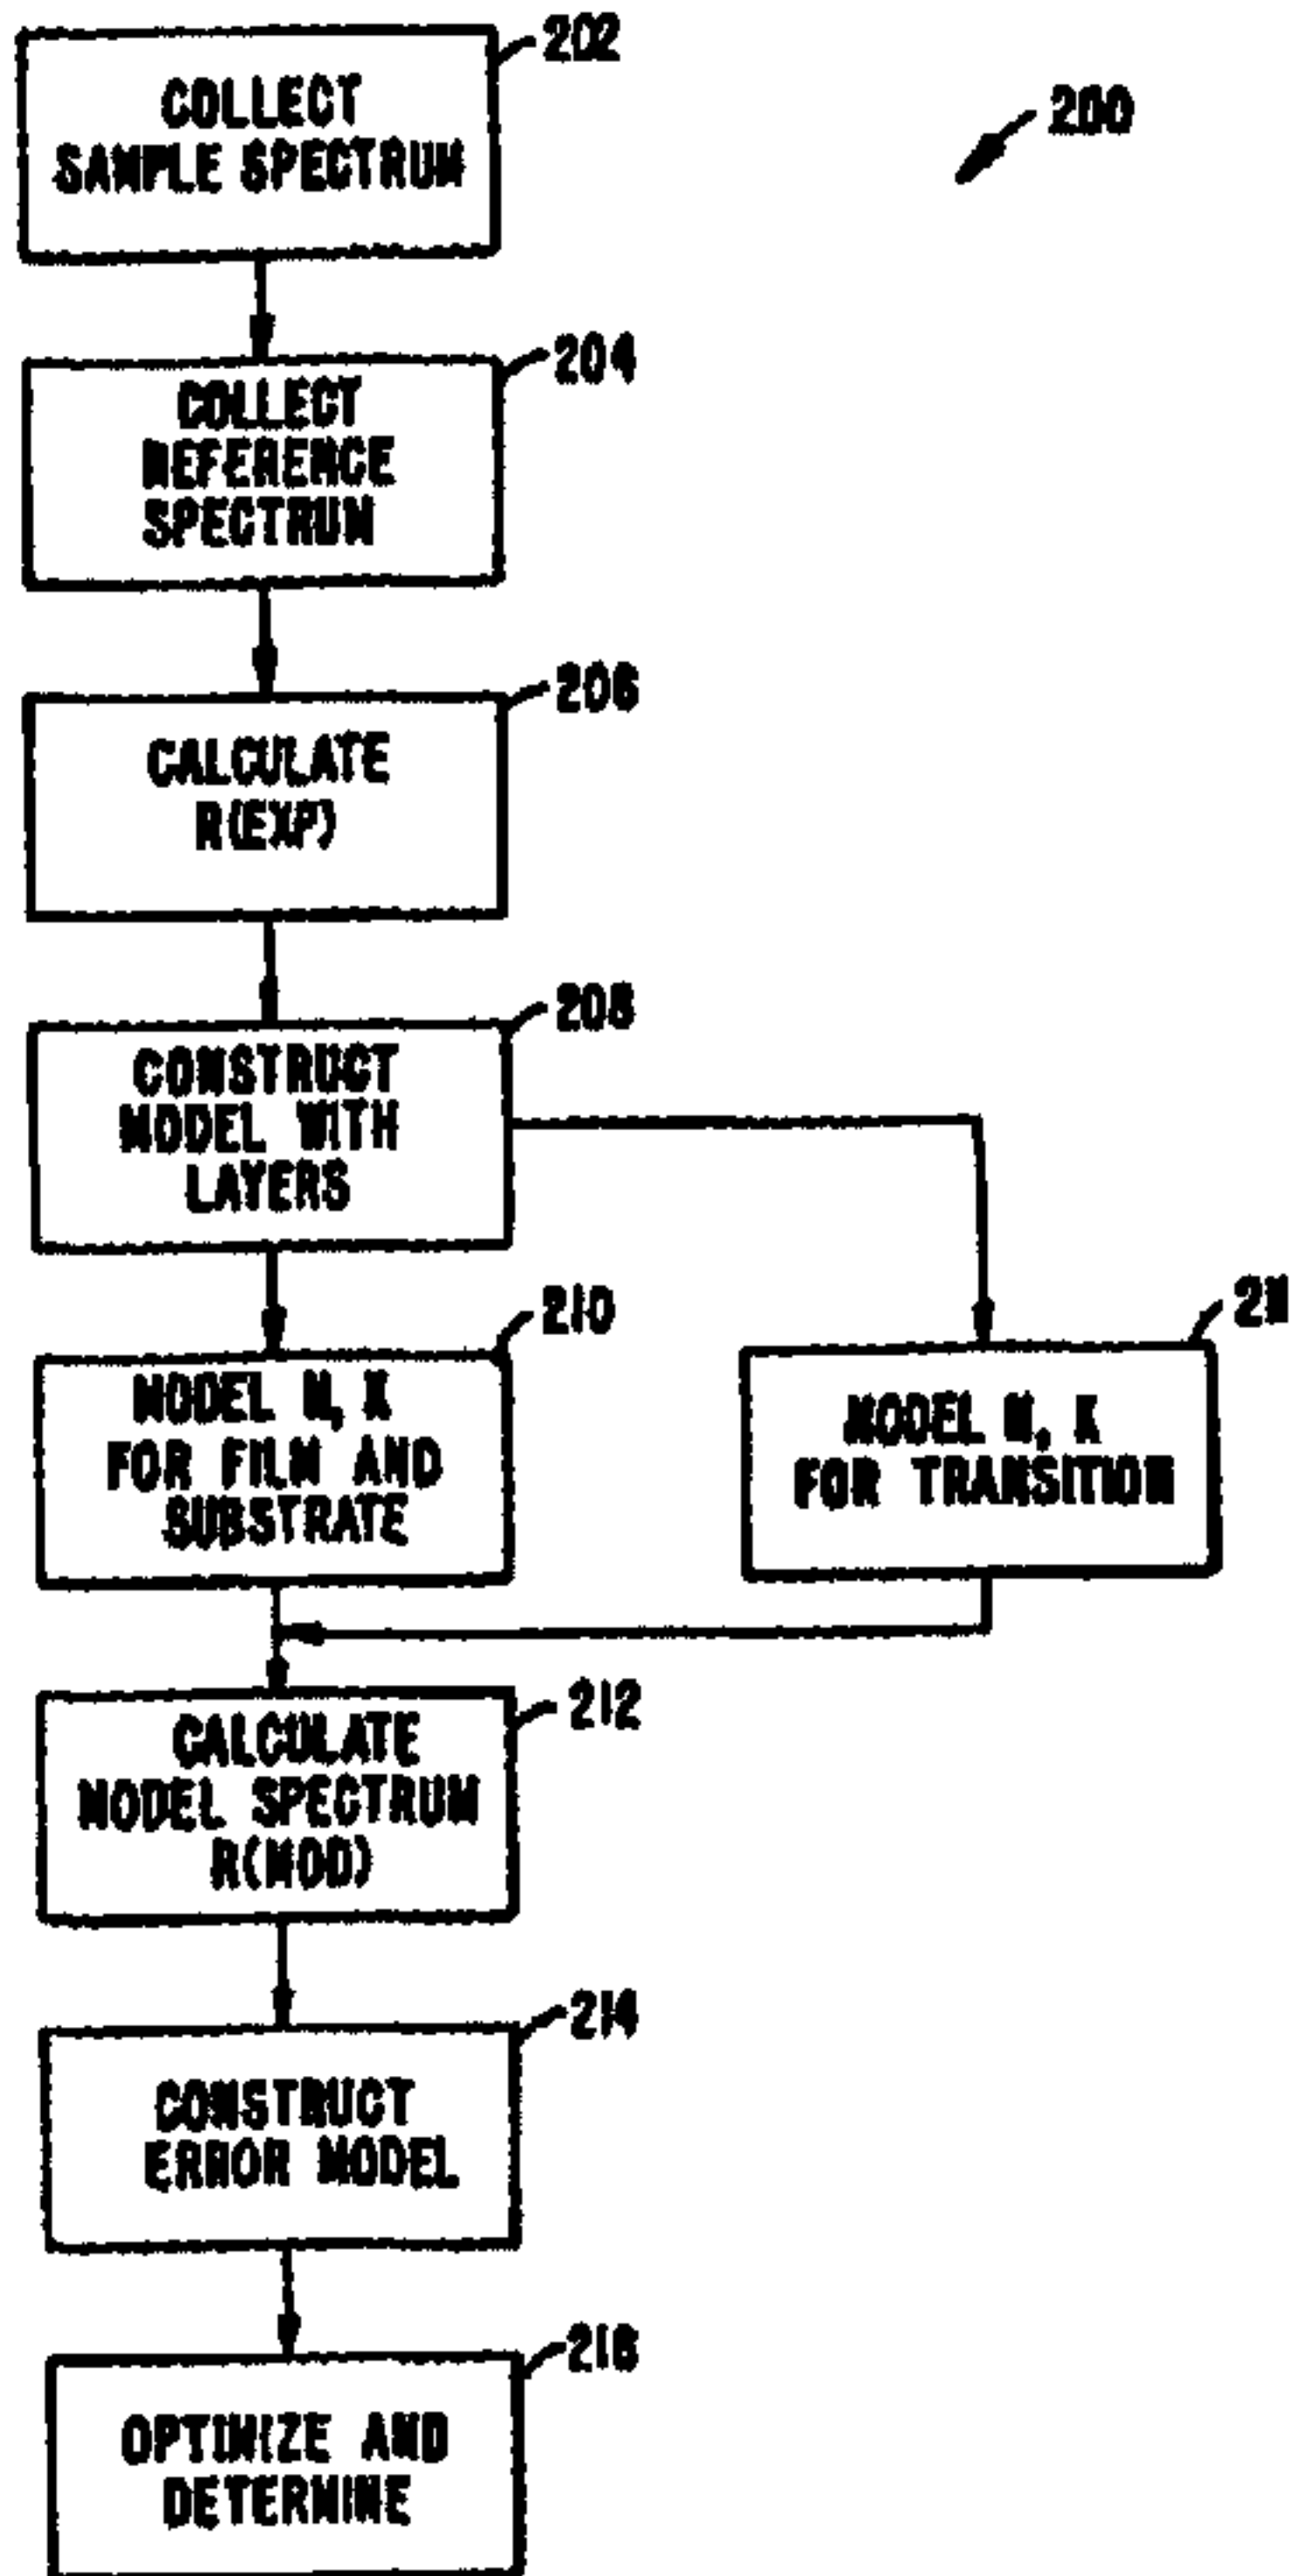 202
COLLECT
SAMPLE SPECTRUM
200
204
COLLECT
REFERENCE
SPECTRUM
206
CALCULATE
R(EXP)
208
CONSTRUCT
MODEL WITH
LAYERS
210
MODEL N, K
FOR FILM AND
SUBSTRATE
211
MODEL N, K
FOR TRANSITION
212
CALCULATE
MODEL SPECTRUM
R(MOD)
214
CONSTRUCT
ERROR MODEL
216
OPTIMIZE AND
DETERMINE